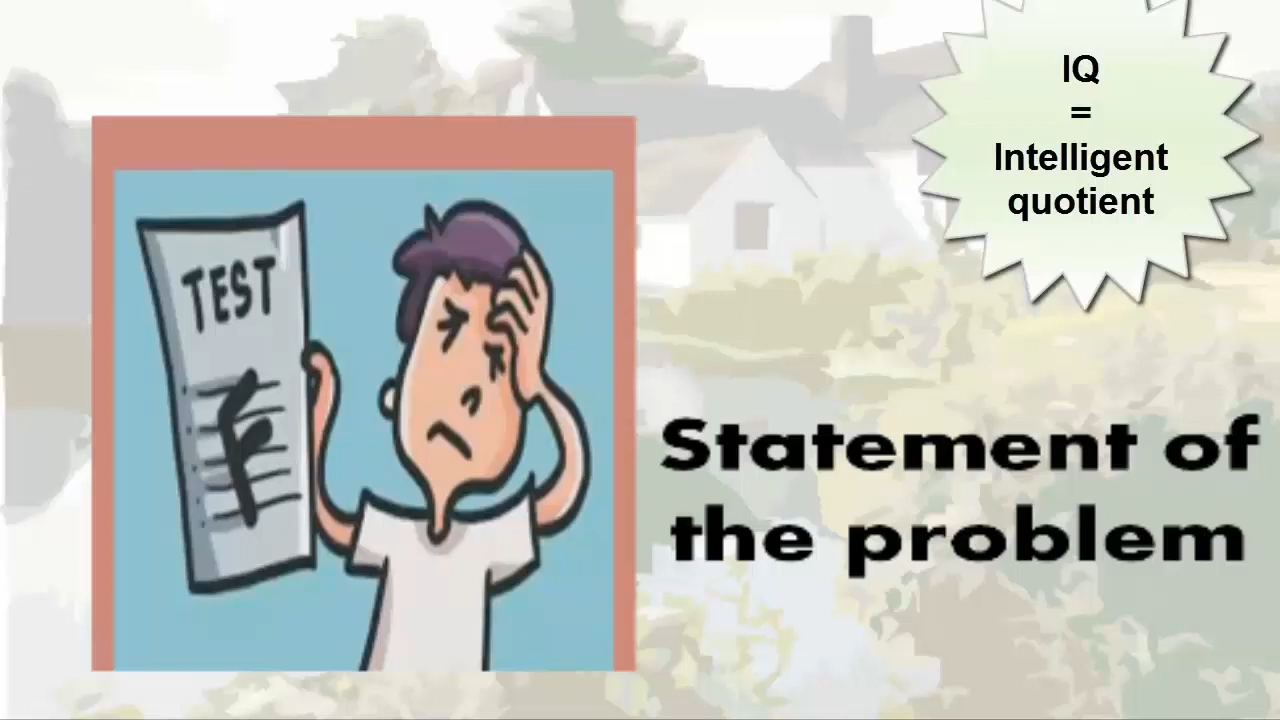 IQ
=
Intelligent
quotient
TEST
F
Statement of
the problem